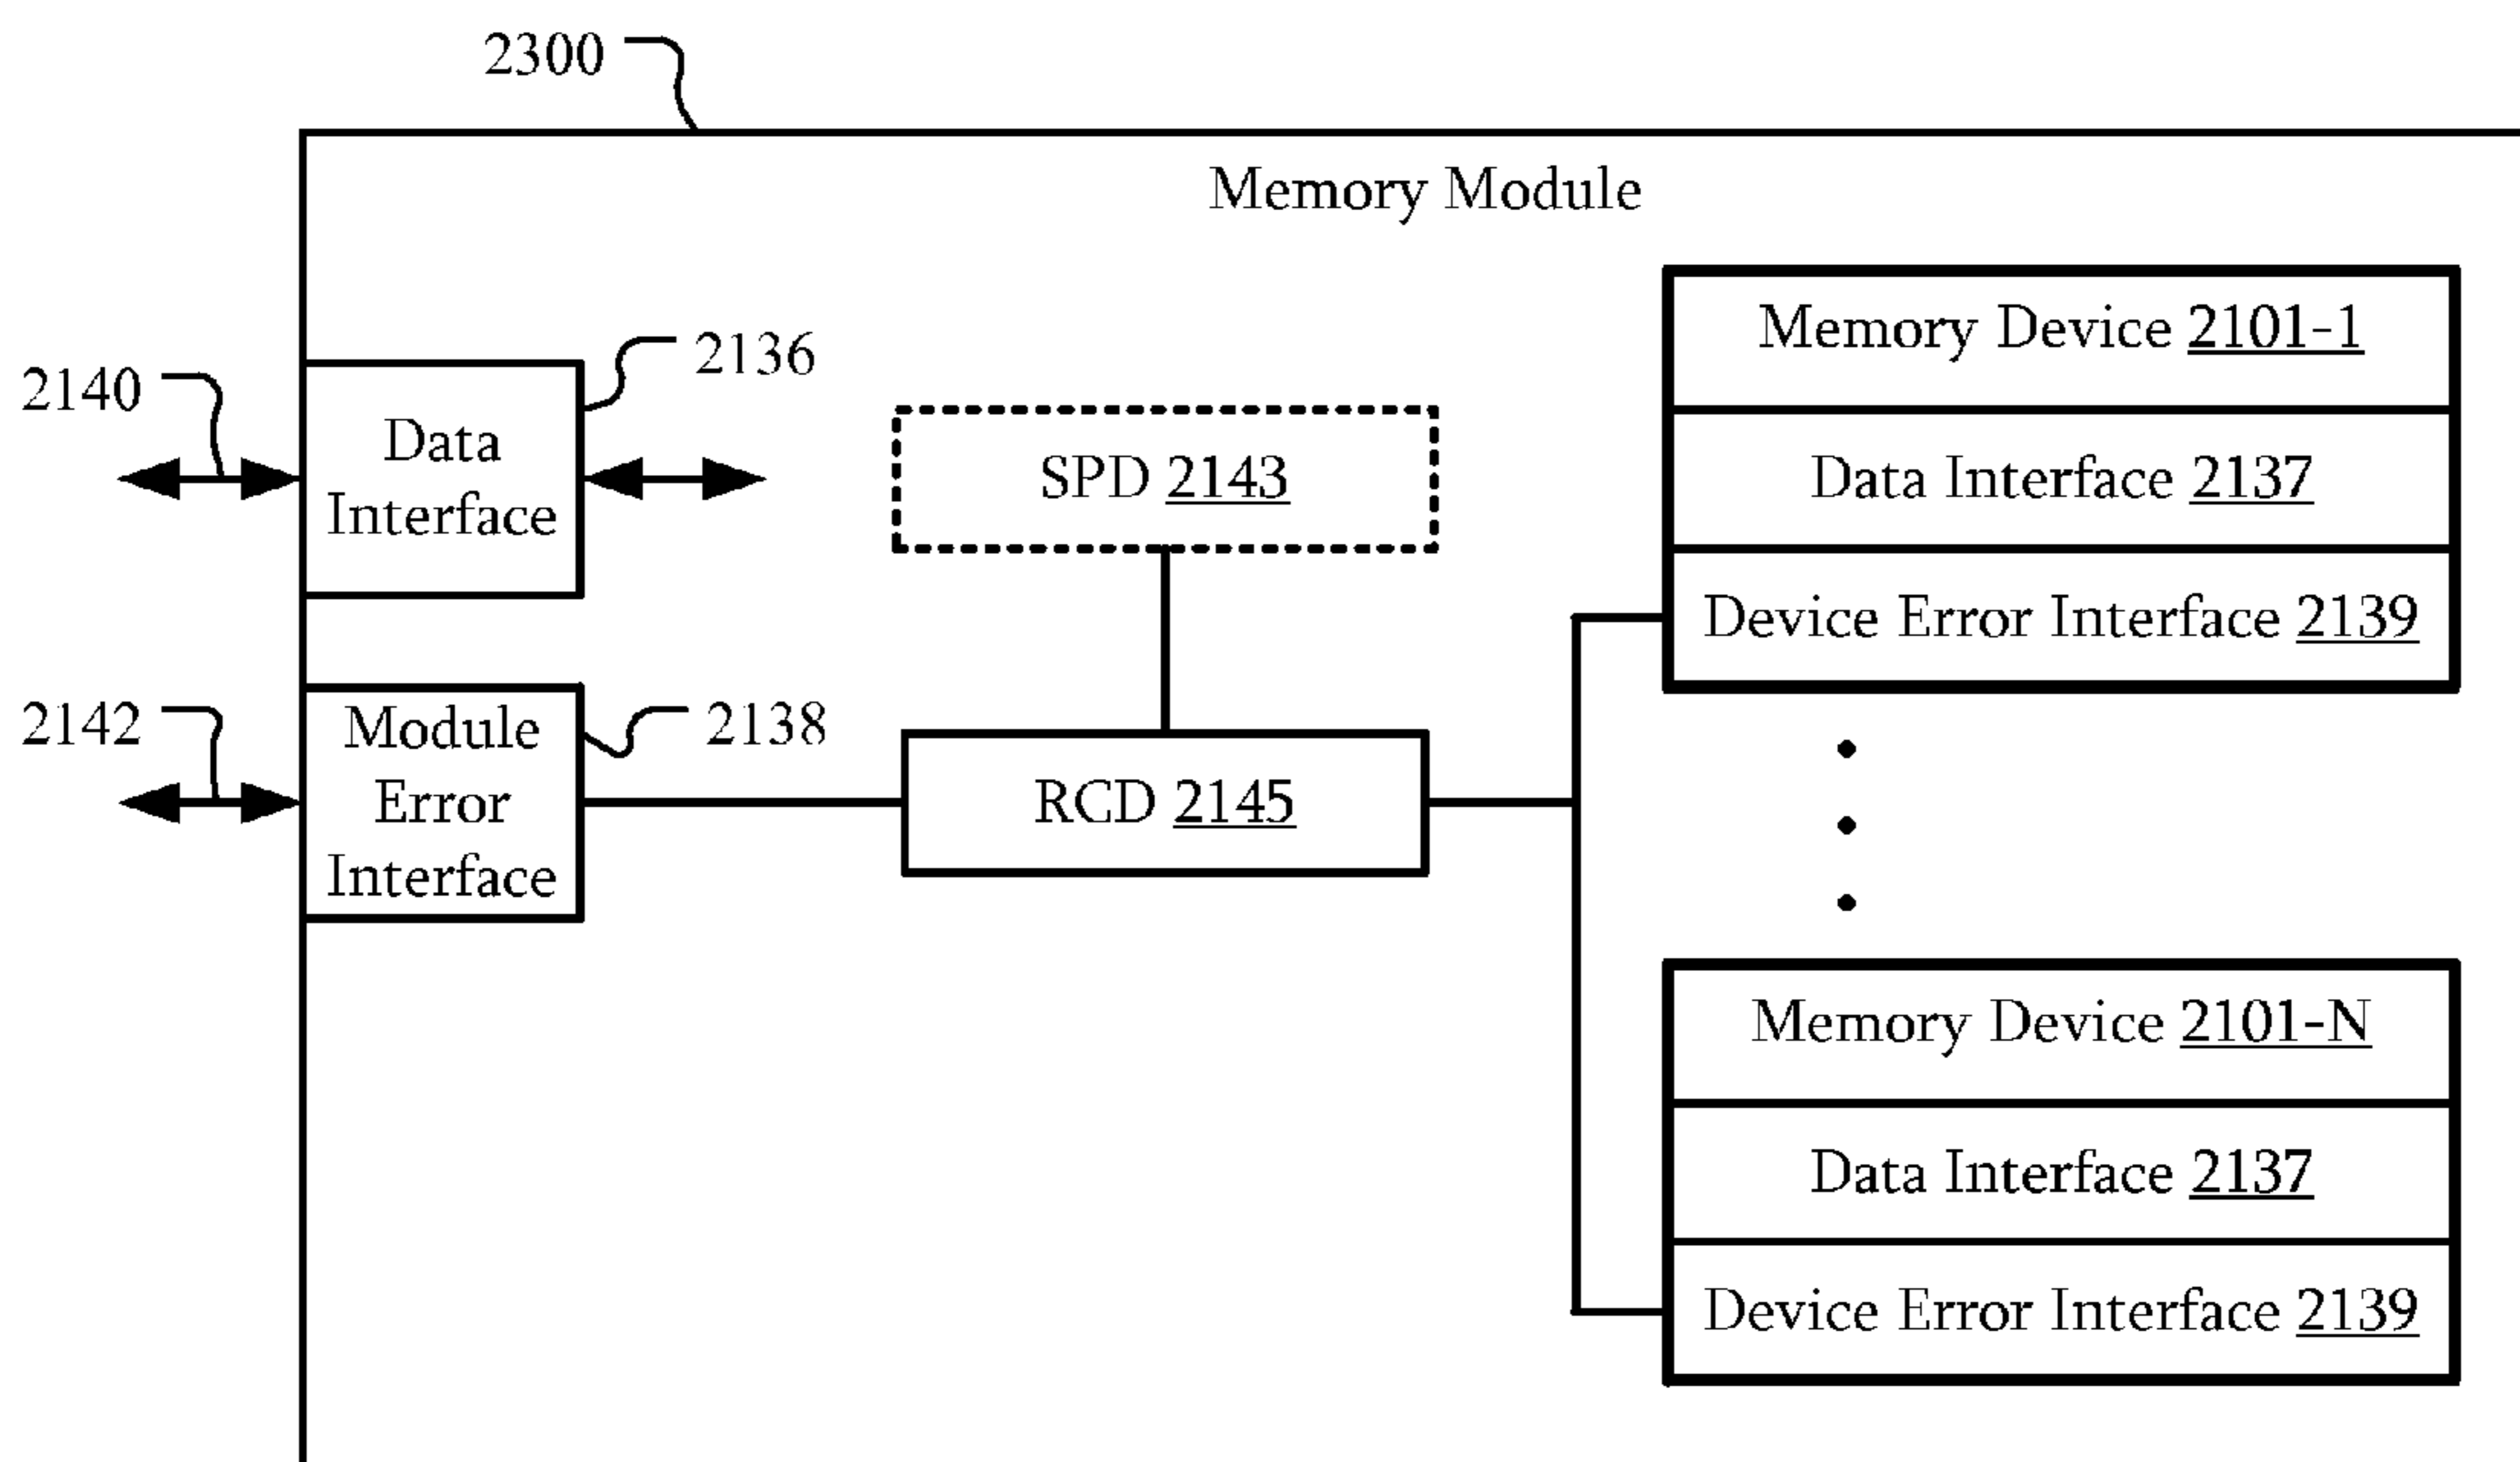 2300
Memory Module
2140
2136
Data
Interface
SPD 2143
Memory Device 2101-1
Data Interface 2137
Device Error Interface 2139
2142
2138
Module
Error
Interface
RCD 2145
Memory Device 2101-N
Data Interface 2137
Device Error Interface 2139